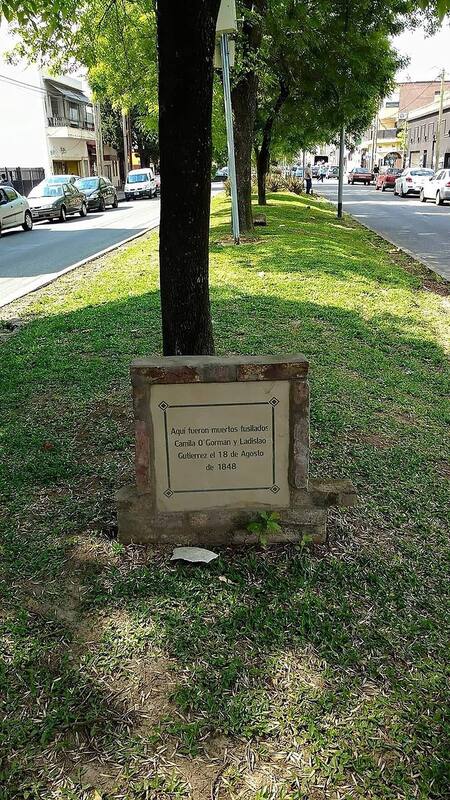 Aquí fueron muertos fusilados
Camila O'Gorman y Ladislao
Gutierrez el 18 de Agosto
de 1848